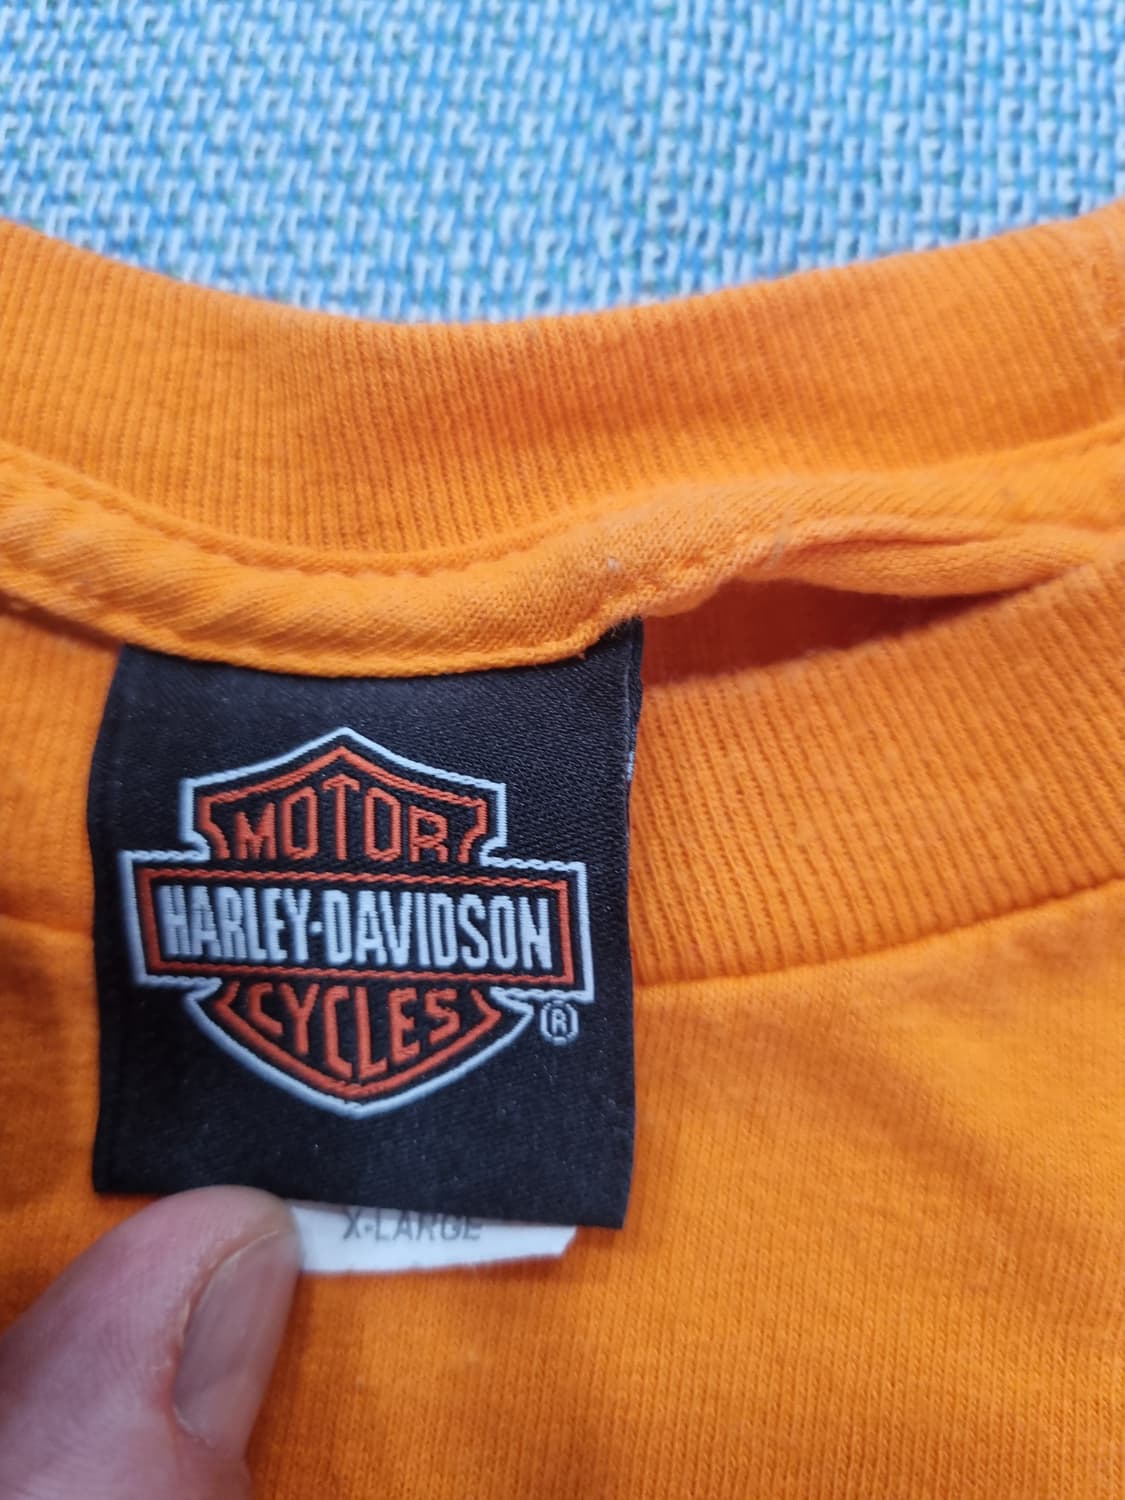 MOTOR
HARLEY-DAVIDSON
CYCLES
®
X-LARGE